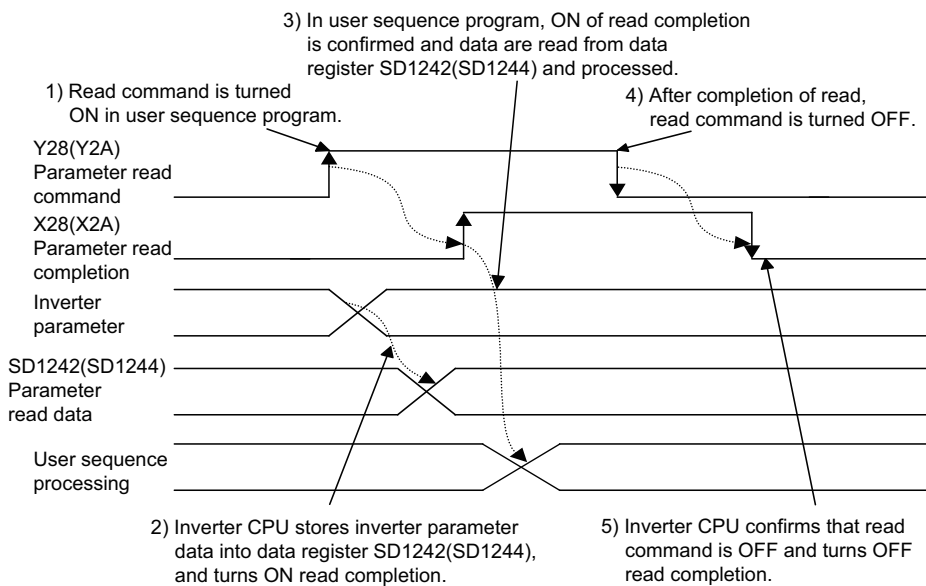 3) In user sequence program, ON of read completion
is confirmed and data are read from data
register SD1242(SD1244) and processed.
1) Read command is turned
ON in user sequence program.
4) After completion of read,
read command is turned OFF.
Y28(Y2A)
Parameter read
command
X28(X2A)
Parameter read
completion
Inverter
parameter
SD1242(SD1244)
Parameter
read data
User sequence
processing
2) Inverter CPU stores inverter parameter
data into data register SD1242(SD1244),
and turns ON read completion.
5) Inverter CPU confirms that read
command is OFF and turns OFF
read completion.